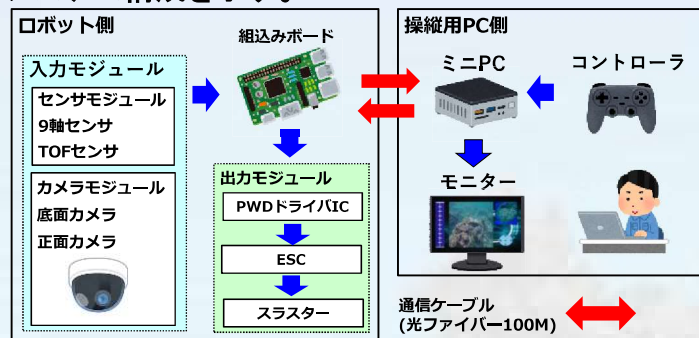 ロボット側
組込みボード
入力モジュール
センサモジュール
9軸センサ
TOFセンサ
カメラモジュール
底面カメラ
正面カメラ
出力モジュール
PWDドライバIC
ESC
スラスター
操縦用PC側
ミニPC
コントローラ
モニター
通信ケーブル
(光ファイバー100M)